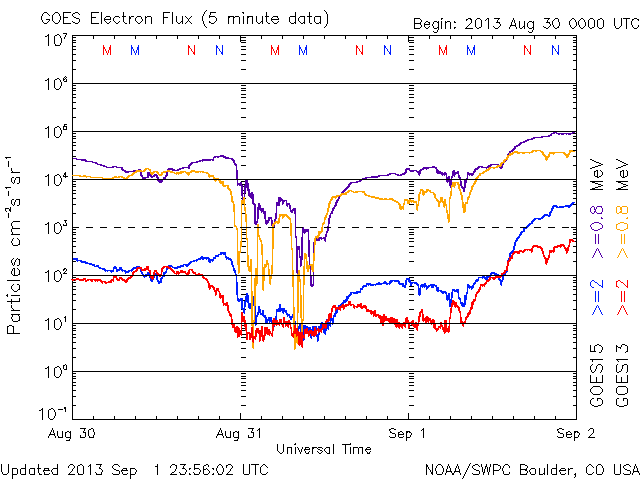 GOES Electron Flux (5 minute data)
Begin: 2013 Aug 30 0000 UTC
10⁷
10⁶
10⁵
10⁴
10³
10²
10¹
10⁰
10⁻¹
M M N N M M N N M M N N
Particles cm⁻²s⁻¹sr⁻¹
Aug 30 Aug 31 Sep 1 Sep 2
Universal Time
GOES15 >=2 >=0.8 MeV
GOES13 >=2 >=0.8 MeV
Updated 2013 Sep 1 23:56:02 UTC
NOAA/SWPC Boulder, CO USA